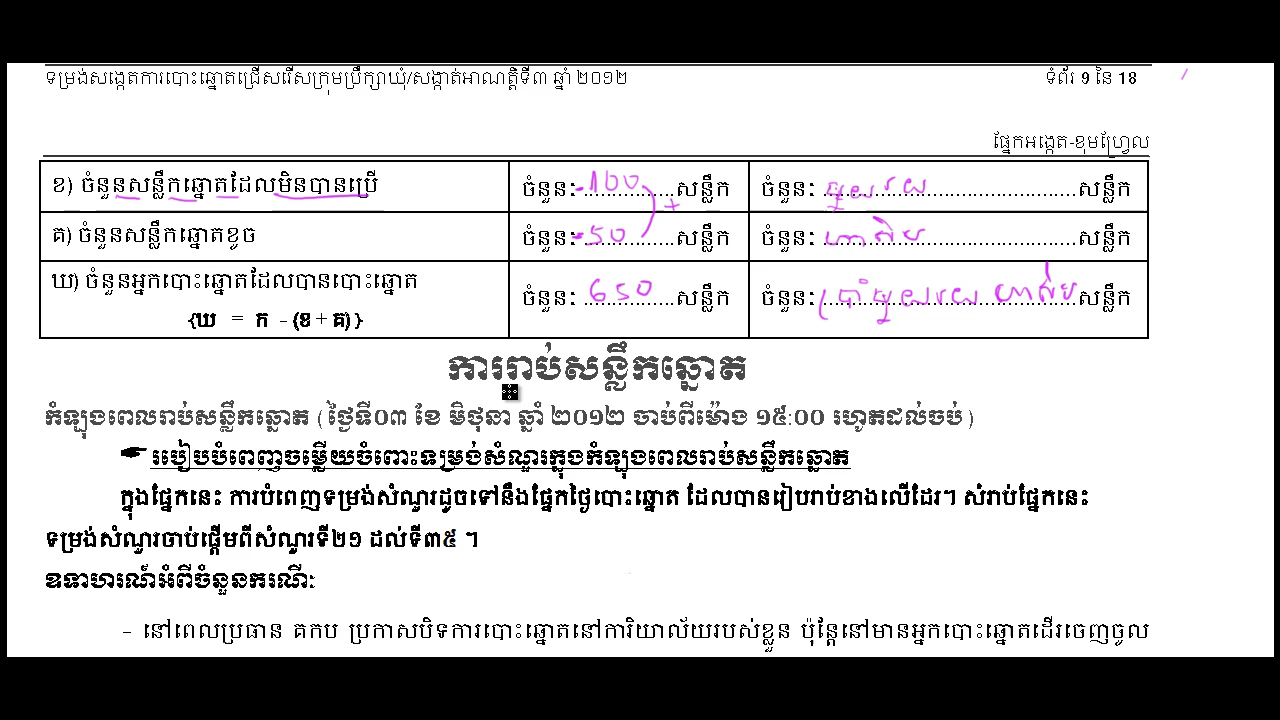 ទម្រង់សង្កេតការបោះឆ្នោតជ្រើសរើសក្រុមប្រឹក្សាឃុំ/សង្កាត់អាណត្តិទី៣ ឆ្នាំ ២០១២ ទំព័រ 9 នៃ 18
ផ្នែកអង្កេត-ខុមហ្វ្រែល
ខ) ចំនួនសន្លឹកឆ្នោតដែលមិនបានប្រើ ចំនួនៈ -100 សន្លឹក ចំនួនៈ មួយរយ សន្លឹក
+
គ) ចំនួនសន្លឹកឆ្នោតខូច ចំនួនៈ -50 សន្លឹក ចំនួនៈ ហាសិប សន្លឹក
ឃ) ចំនួនអ្នកបោះឆ្នោតដែលបានបោះឆ្នោត ចំនួនៈ 650 សន្លឹក ចំនួនៈ ប្រាំមួយរយ ហាសិប សន្លឹក
{ឃ = ក - (ខ+គ)}
ការរាប់សន្លឹកឆ្នោត
កំឡុងពេលរាប់សន្លឹកឆ្នោត (ថ្ងៃទី០៣ ខែ មិថុនា ឆ្នាំ ២០១២ ចាប់ពីម៉ោង ១៥:00 រហូតដល់ចប់)
របៀបបំពេញចម្លើយចំពោះទម្រង់សំណួរក្នុងកំឡុងពេលរាប់សន្លឹកឆ្នោត
ក្នុងផ្នែកនេះ ការបំពេញទម្រង់សំណួរដូចទៅនឹងផ្នែកថ្ងៃបោះឆ្នោត ដែលបានរៀបរាប់ខាងលើដែរ។ សំរាប់ផ្នែកនេះ
ទម្រង់សំណួរចាប់ផ្តើមពីសំណួរទី២១ ដល់ទី៣៥ ។
ឧទាហរណ៍អំពីចំនួនករណីៈ
- នៅពេលប្រធាន គកប ប្រកាសបិទការបោះឆ្នោតនៅការិយាល័យរបស់ខ្លួន ប៉ុន្តែនៅមានអ្នកបោះឆ្នោតដើរចេញចូល